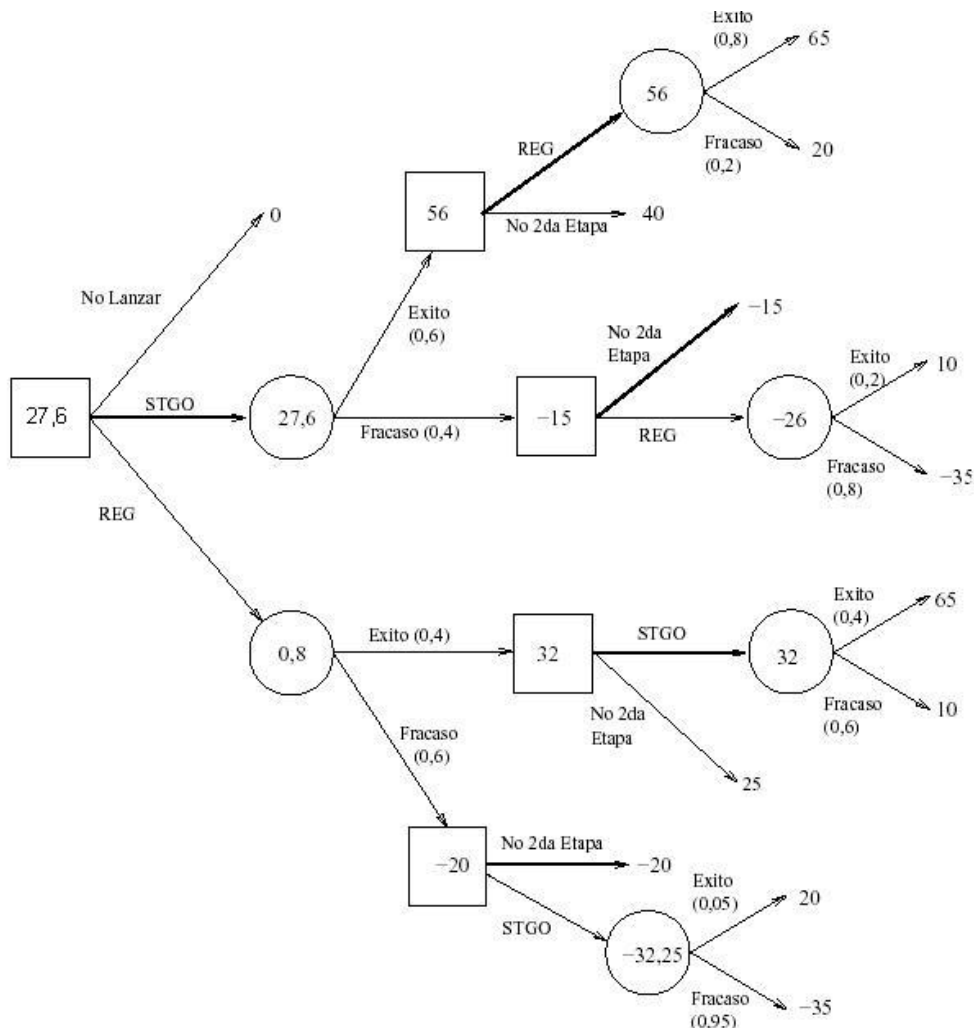 Exito
(0,8)
65
56
REG
Fracaso
(0,2)
20
56
No 2da Etapa
40
0
No Lanzar
Exito
(0,6)
No 2da
Etapa
−15
Exito
(0,2)
10
27,6
STGO
27,6
Fracaso (0,4)
−15
REG
−26
Fracaso
(0,8)
−35
REG
0,8
Exito (0,4)
32
STGO
32
Exito
(0,4)
65
Fracaso
(0,6)
10
No 2da
Etapa
25
Fracaso
(0,6)
−20
No 2da Etapa
−20
STGO
−32,25
Exito
(0,05)
20
Fracaso
(0,95)
−35